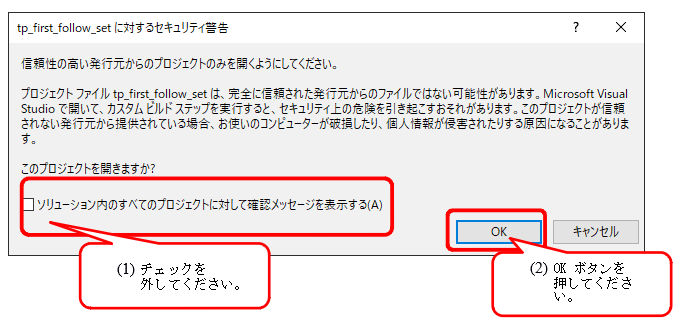 tp_first_follow_set に対するセキュリティ警告
信頼性の高い発行元からのプロジェクトのみを開くようにしてください。
プロジェクト ファイル tp_first_follow_set は、完全に信頼された発行元からのファイルではない可能性があります。Microsoft Visual
Studio で開いて、カスタム ビルド ステップを実行すると、セキュリティ上の危険を引き起こすおそれがあります。このプロジェクトが信頼
されない発行元から提供されている場合、お使いのコンピューターが破損したり、個人情報が侵害されたりする原因になることがありま
す。
このプロジェクトを開きますか?
ソリューション内のすべてのプロジェクトに対して確認メッセージを表示する(A)
OK
キャンセル
(1) チェックを
外してください。
(2) OK ボタンを
押してくださ
い。